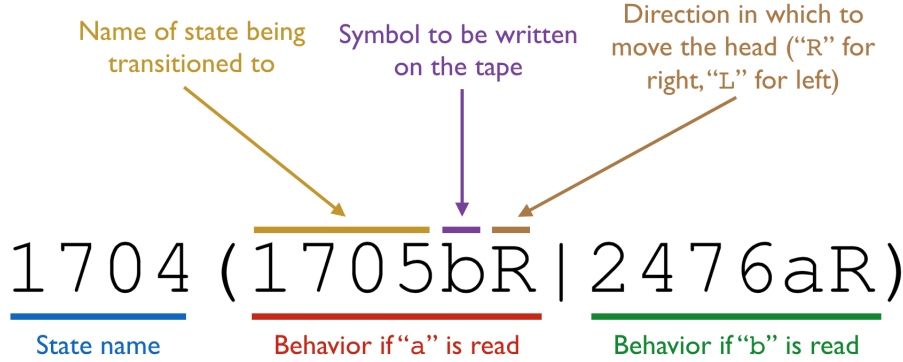 Name of state being
transitioned to
Symbol to be written
on the tape
Direction in which to
move the head (“R” for
right, “L” for left)
1704(1705bR|2476aR)
State name
Behavior if “a” is read
Behavior if “b” is read